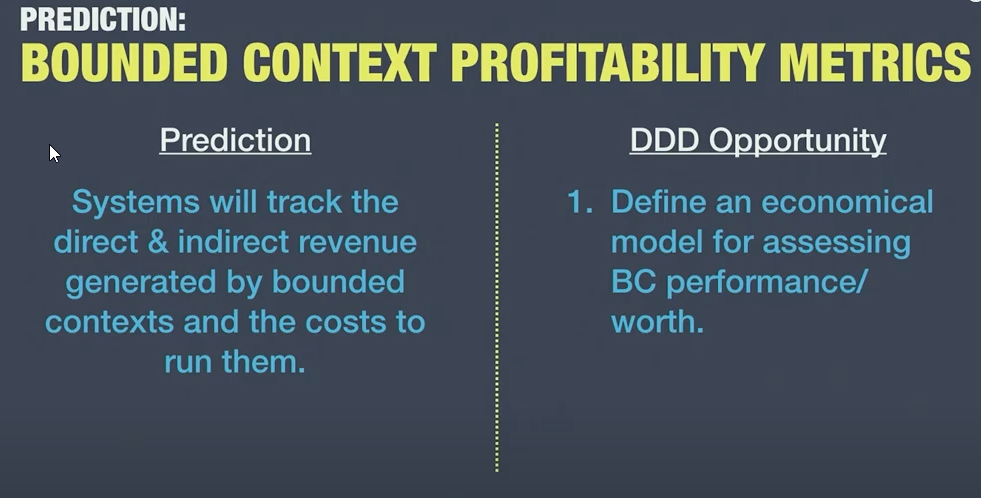 PREDICTION:
BOUNDED CONTEXT PROFITABILITY METRICS
Prediction
Systems will track the
direct & indirect revenue
generated by bounded
contexts and the costs to
run them.
DDD Opportunity
1. Define an economical
model for assessing
BC performance/
worth.